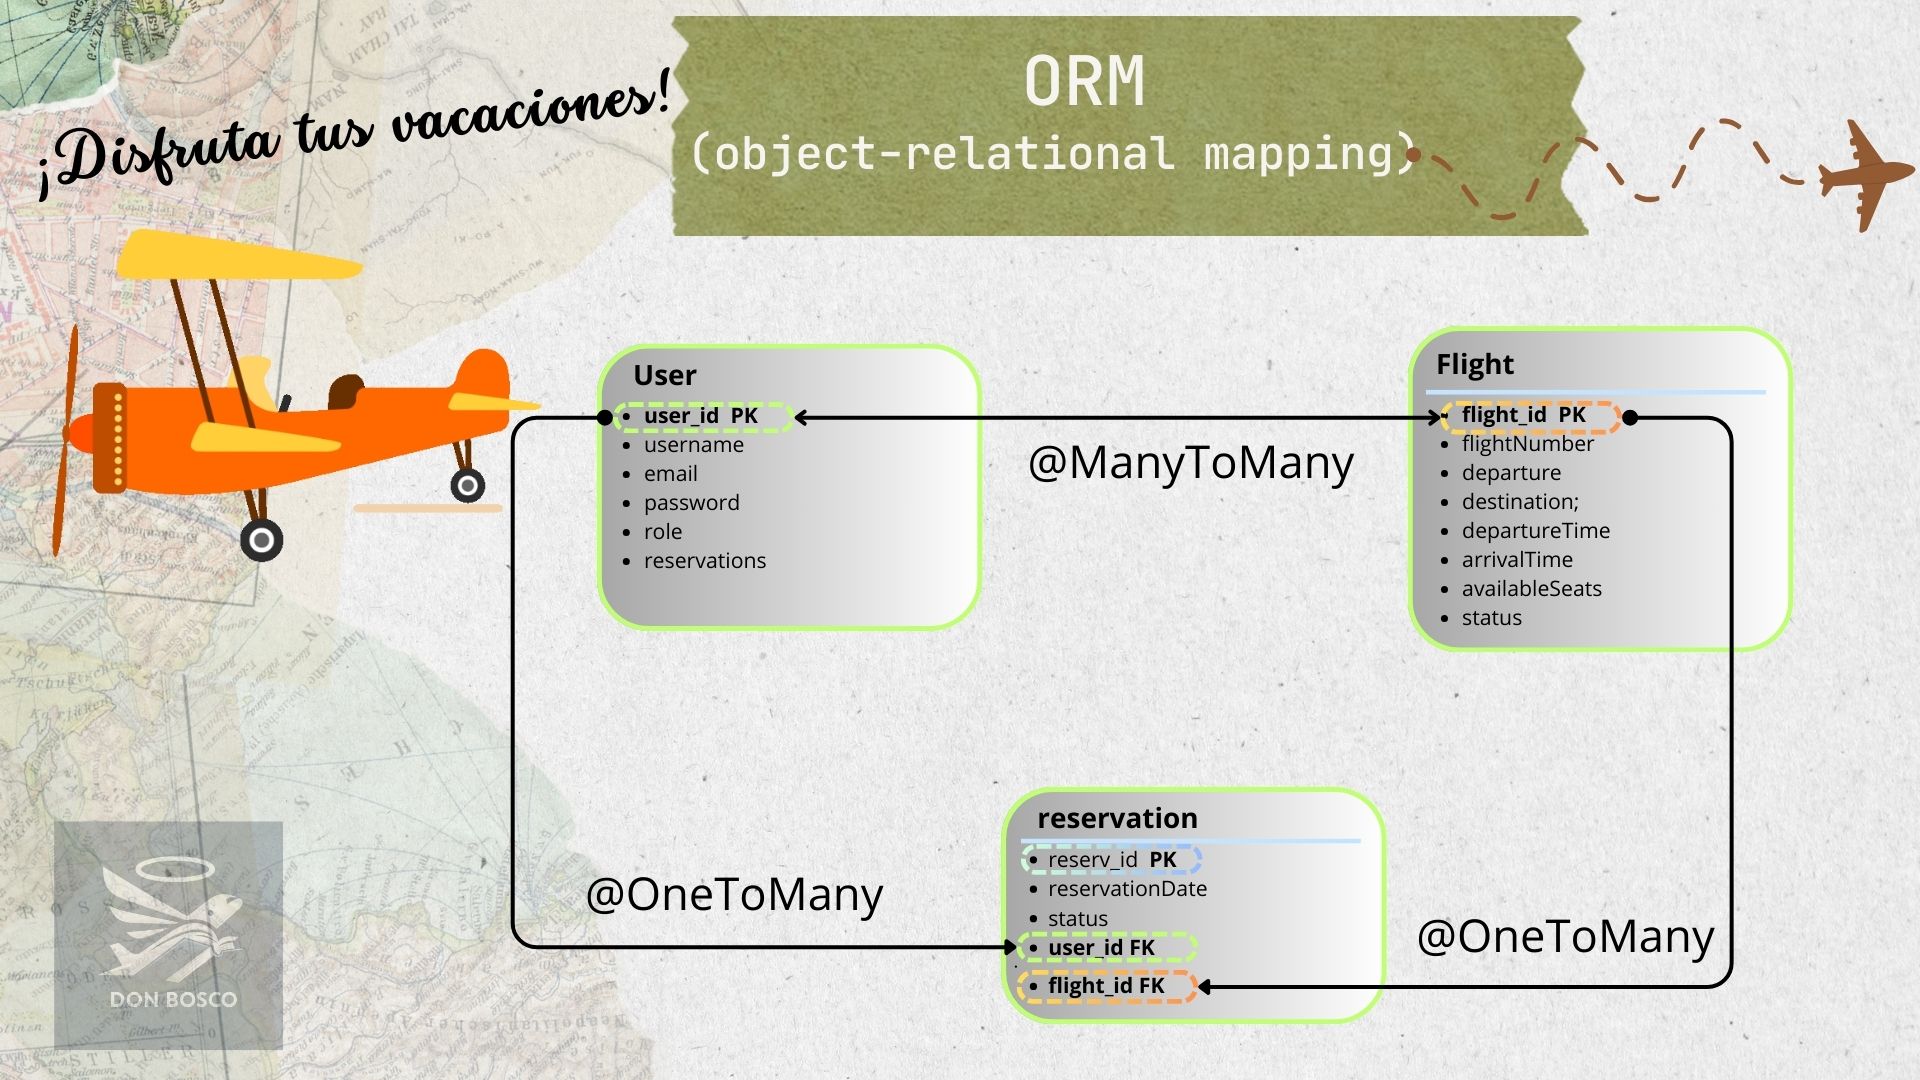 ¡Disfruta tus vacaciones!
ORM
(object-relational mapping)
User
user_id PK
username
email
password
role
reservations
@ManyToMany
Flight
flight_id PK
flightNumber
departure
destination;
departureTime
arrivalTime
availableSeats
status
@OneToMany
reservation
reserv_id PK
reservationDate
status
user_id FK
flight_id FK
@OneToMany
DON BOSCO